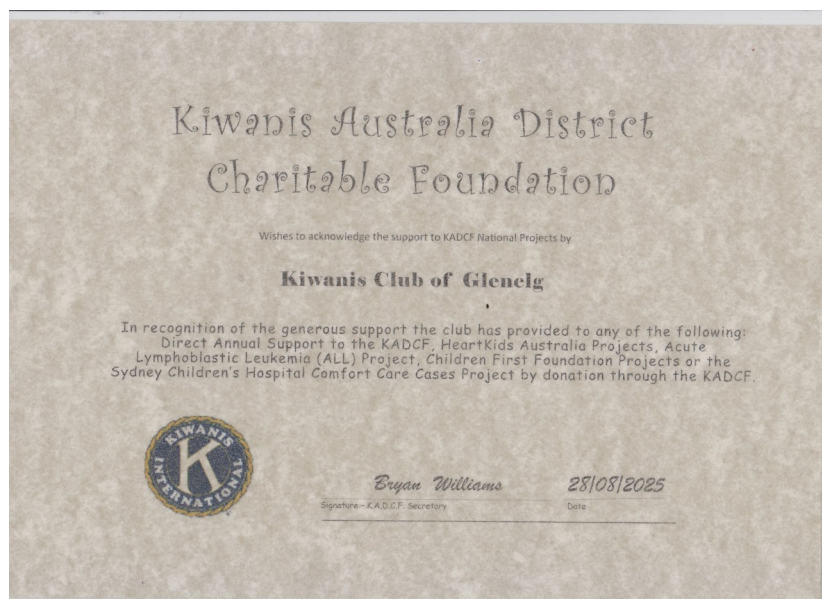 Kiwanis Australia District
Charitable Foundation
Wishes to acknowledge the support to KADCF National Projects by
Kiwanis Club of Glenelg
In recognition of the generous support the club has provided to any of the following:
Direct Annual Support to the KADCF, HeartKids Australia Projects, Acute
Lymphoblastic Leukemia (ALL) Project, Children First Foundation Projects or the
Sydney Children's Hospital Comfort Care Cases Project by donation through the KADCF.
KIWANIS
K
INTERNATIONAL
Bryan Williams 28/08/2025
Signature – K.A.D.C.F. Secretary Date